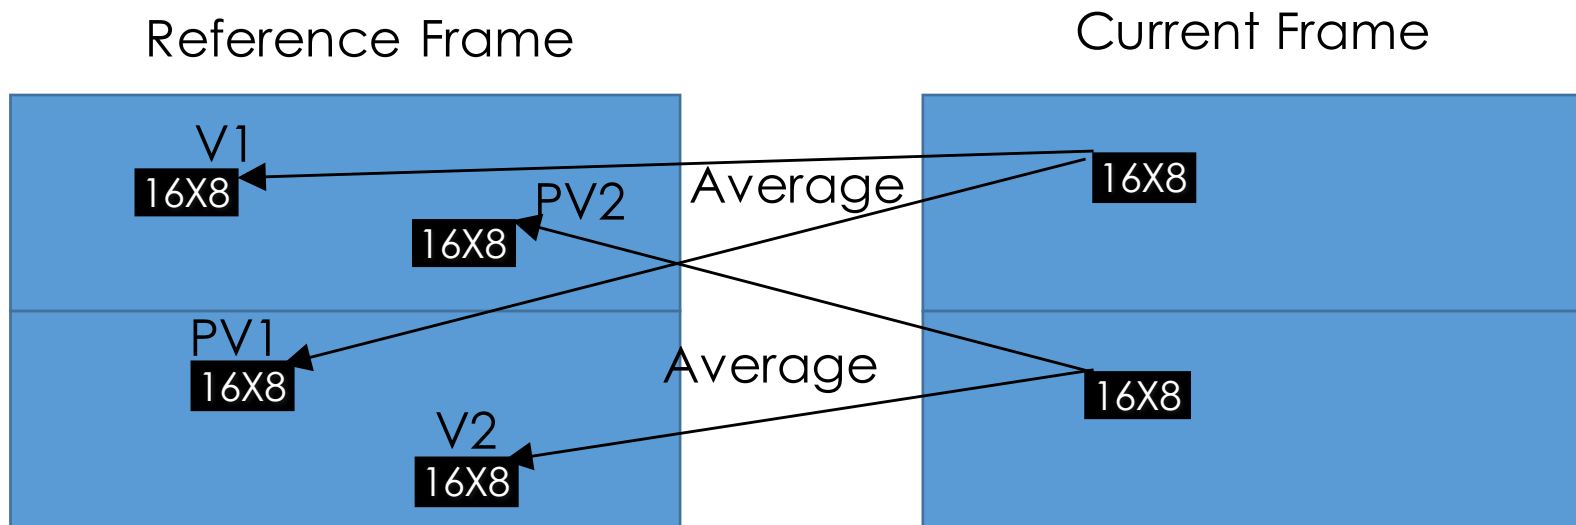 Reference Frame
Current Frame
V1
16X8
PV2
16X8
Average
16X8
PV1
16X8
Average
16X8
V2
16X8